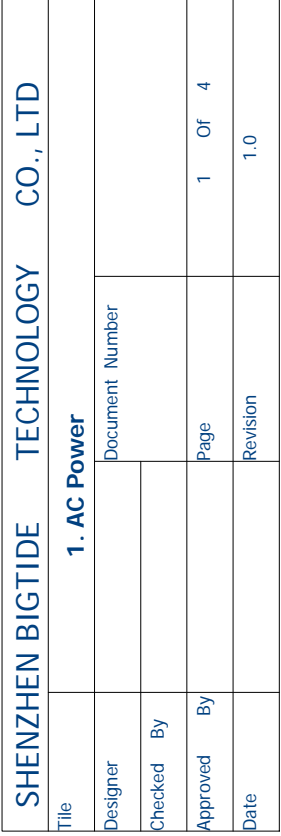 SHENZHEN BIGTIDE TECHNOLOGY CO., LTD
Tile 1. AC Power
Designer Document Number
Checked By
Approved By Page 1 Of 4
Date Revision 1.0